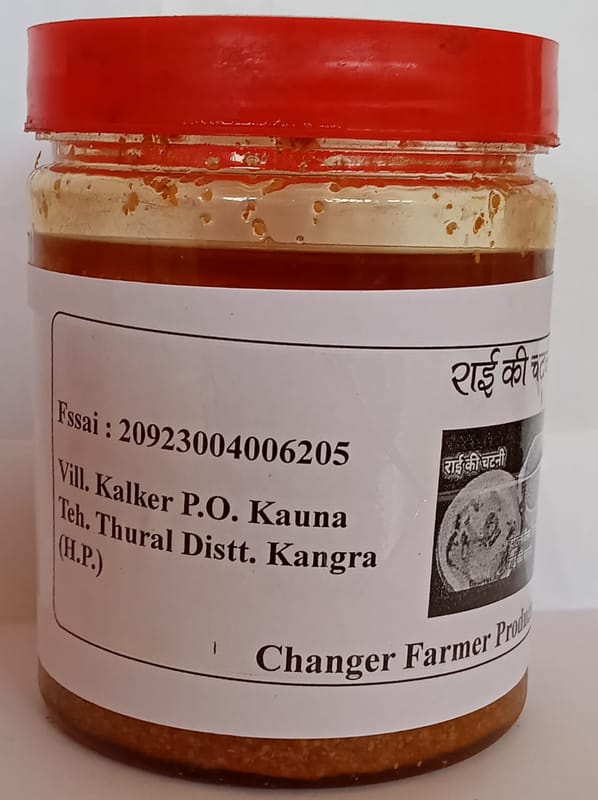 राई की
Fssai : 20923004006205
राई की चटनी
Vill. Kalker P.O. Kauna
Teh. Thural Distt. Kangra
(H.P.)
Changer Farmer